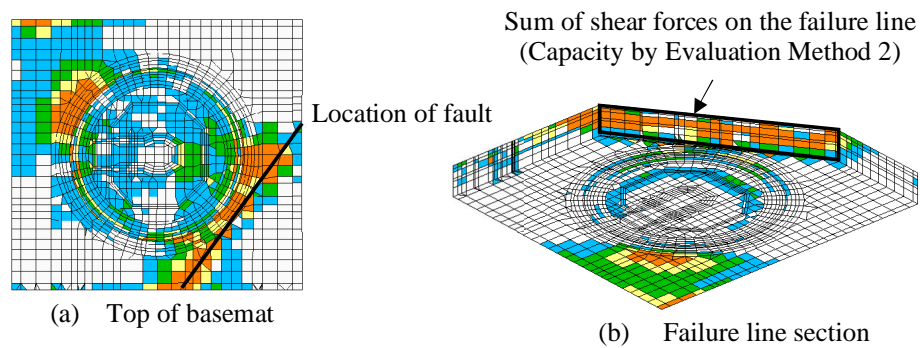 Sum of shear forces on the failure line
(Capacity by Evaluation Method 2)
Location of fault
(a) Top of basemat
(b) Failure line section